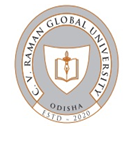 C. V. RAMAN GLOBAL UNIVERSITY
ODISHA
ESTD - 2020